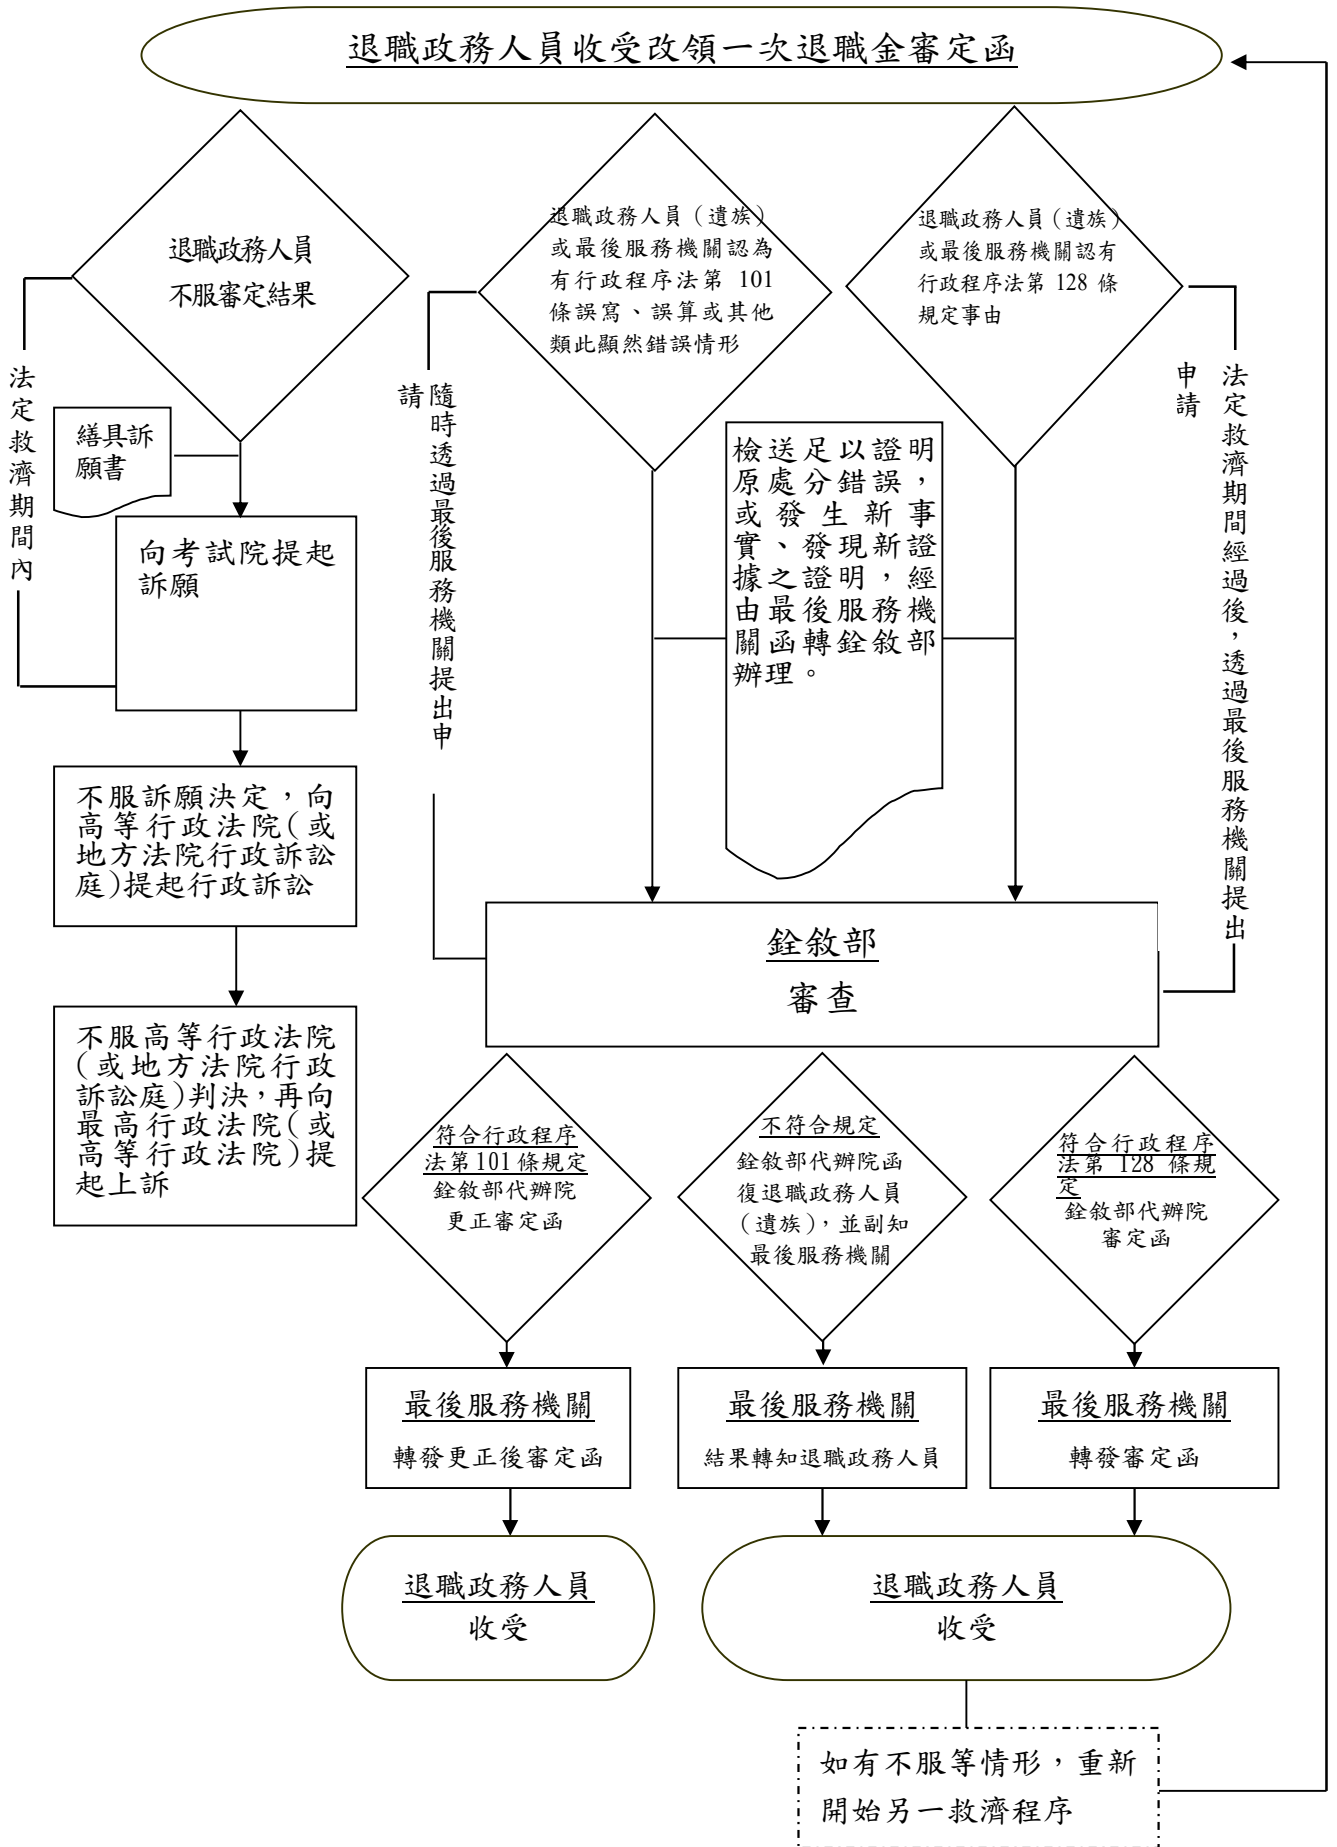 退職政務人員收受改領一次退職金審定函
退職政務人員
不服審定結果
法定救濟期間內
繕具訴
願書
向考試院提起
訴願
不服訴願決定，向
高等行政法院(或
地方法院行政訴訟
庭)提起行政訴訟
不服高等行政法院
(或地方法院行政
訴訟庭)判決，再向
最高行政法院(或
高等行政法院)提
起上訴
退職政務人員（遺族）
或最後服務機關認為
有行政程序法第 101
條誤寫、誤算或其他
類此顯然錯誤情形
隨時透過最後服務機關提出申
請
退職政務人員（遺族）
或最後服務機關認有
行政程序法第 128 條
規定事由
法定救濟期間經過後，透過最後服務機關提出
申請
檢送足以證明
原處分錯誤，
或發生新事
實、發現新證
據之證明，經
由最後服務機
關函轉銓敘部
辦理。
銓敘部
審查
符合行政程序
法第 101 條規定
銓敘部代辦院
更正審定函
不符合規定
銓敘部代辦院函
復退職政務人員
（遺族），並副知
最後服務機關
符合行政程序
法第 128 條規
定
銓敘部代辦院
審定函
最後服務機關
轉發更正後審定函
最後服務機關
結果轉知退職政務人員
最後服務機關
轉發審定函
退職政務人員
收受
退職政務人員
收受
如有不服等情形，重新
開始另一救濟程序